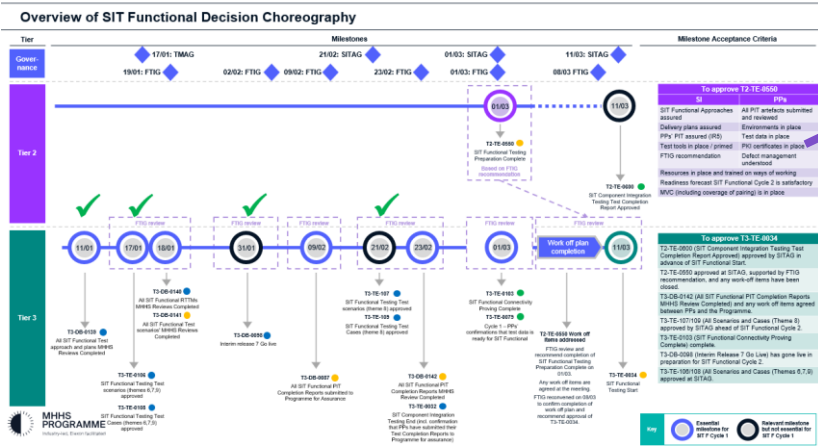 Overview of SIT Functional Decision Choreography
Tier
Milestones
Milestone Acceptance Criteria
Gover-
nance
17/01: TMAG
21/02: SITAG
01/03: SITAG
11/03: SITAG
19/01: FTIG
02/02: FTIG
09/02: FTIG
23/02: FTIG
01/03: FTIG
08/03 FTIG
Tier 2
01/03
T2-TE-0550
SIT Functional Testing
Preparation Complete
Based on FTIG
recommendation
11/03
T2-TE-0600
SIT Component Integration
Testing Test Completion
Report Approved
To approve T2-TE-0550
SI
PPs
SIT Functional Approaches
assured
All PIT artefacts submitted
and reviewed
Delivery plans assured
Environments in place
PPs' PIT assured (IR5)
Test data in place
Test tools in place / primed
PKI certificates in place
FTIG recommendation
Defect management
understood
Resources in place and trained on ways of working
Readiness forecast SIT Functional Cycle 2 is satisfactory
MVC (including coverage of pairing) is in place
Tier 3
FTIG review
FTIG review
FTIG review
FTIG review
FTIG review
FTIG review
11/01
17/01
18/01
31/01
09/02
21/02
23/02
01/03
Work off plan
completion
11/03
T3-DB-0139
All SIT Functional Test
approach and plans MHHS
Reviews Completed
T3-DB-0140
All SIT Functional RTTMs
MHHS Reviews Completed
T3-DB-0141
All SIT Functional Test
scenarios' MHHS Reviews
Completed
T3-TE-0106
SIT Functional Testing Test
scenarios (themes 6,7,9)
approved
T3-TE-0108
SIT Functional Testing Test
Cases (themes 6,7,9)
approved
T3-DB-0098
Interim release 7 Go live
T3-DB-0087
All SIT Functional PIT
Completion Reports submitted to
Programme for Assurance
T3-TE-107
SIT Functional Testing Test
scenarios (theme 8) approved
T3-TE-109
SIT Functional Testing Test
Cases (theme 8) approved
T3-DB-0142
All SIT Functional PIT
Completion Reports MHHS
Review Completed
T3-TE-0032
SIT Component Integration
Testing End (incl. confirmation
that PPs have submitted their
Test Completion Reports to
Programme for assurance)
T3-TE-0103
SIT Functional Connectivity
Proving Complete
T3-TE-0079
Cycle 1 – PPs'
confirmations that test data is
ready for SIT Functional
T2-TE-0550 Work off
items addressed
FTIG review and
recommend completion of
SIT Functional Testing
Preparation Complete on
01/03.
Any work off items are
agreed at the meeting.
FTIG reconvened on 09/03
to confirm completion of
work off plan and
recommend approval of
T3-TE-0034.
T3-TE-0034
SIT Functional
Testing Start
To approve T3-TE-0034
T2-TE-0600 (SIT Component Integration Testing Test
Completion Report Approved) approved by SITAG in
advance of SIT Functional Start.
T2-TE-0550 approved at SITAG, supported by FTIG
recommendation, and any work-off items have been
closed.
T3-DB-0142 (All SIT Functional PIT Completion Reports
MHHS Review Completed) and any work off items agreed
between PPs and the Programme.
T3-TE-107/109 (All Scenarios and Cases (Theme 8)
approved by SITAG ahead of SIT Functional Cycle 2.
T3-TE-0103 (SIT Functional Connectivity Proving
Complete) complete.
T3-DB-0098 (Interim Release 7 Go Live) has gone live in
preparation for SIT Functional Cycle 2.
T3-TE-106/108 (All Scenarios and Cases (Themes 6,7,9)
approved at SITAG.
MHHS
PROGRAMME
Industry-led, Elexon facilitated
Key
Essential
milestone for
SIT F Cycle 1
Relevant milestone
but not essential for
SIT F Cycle 1